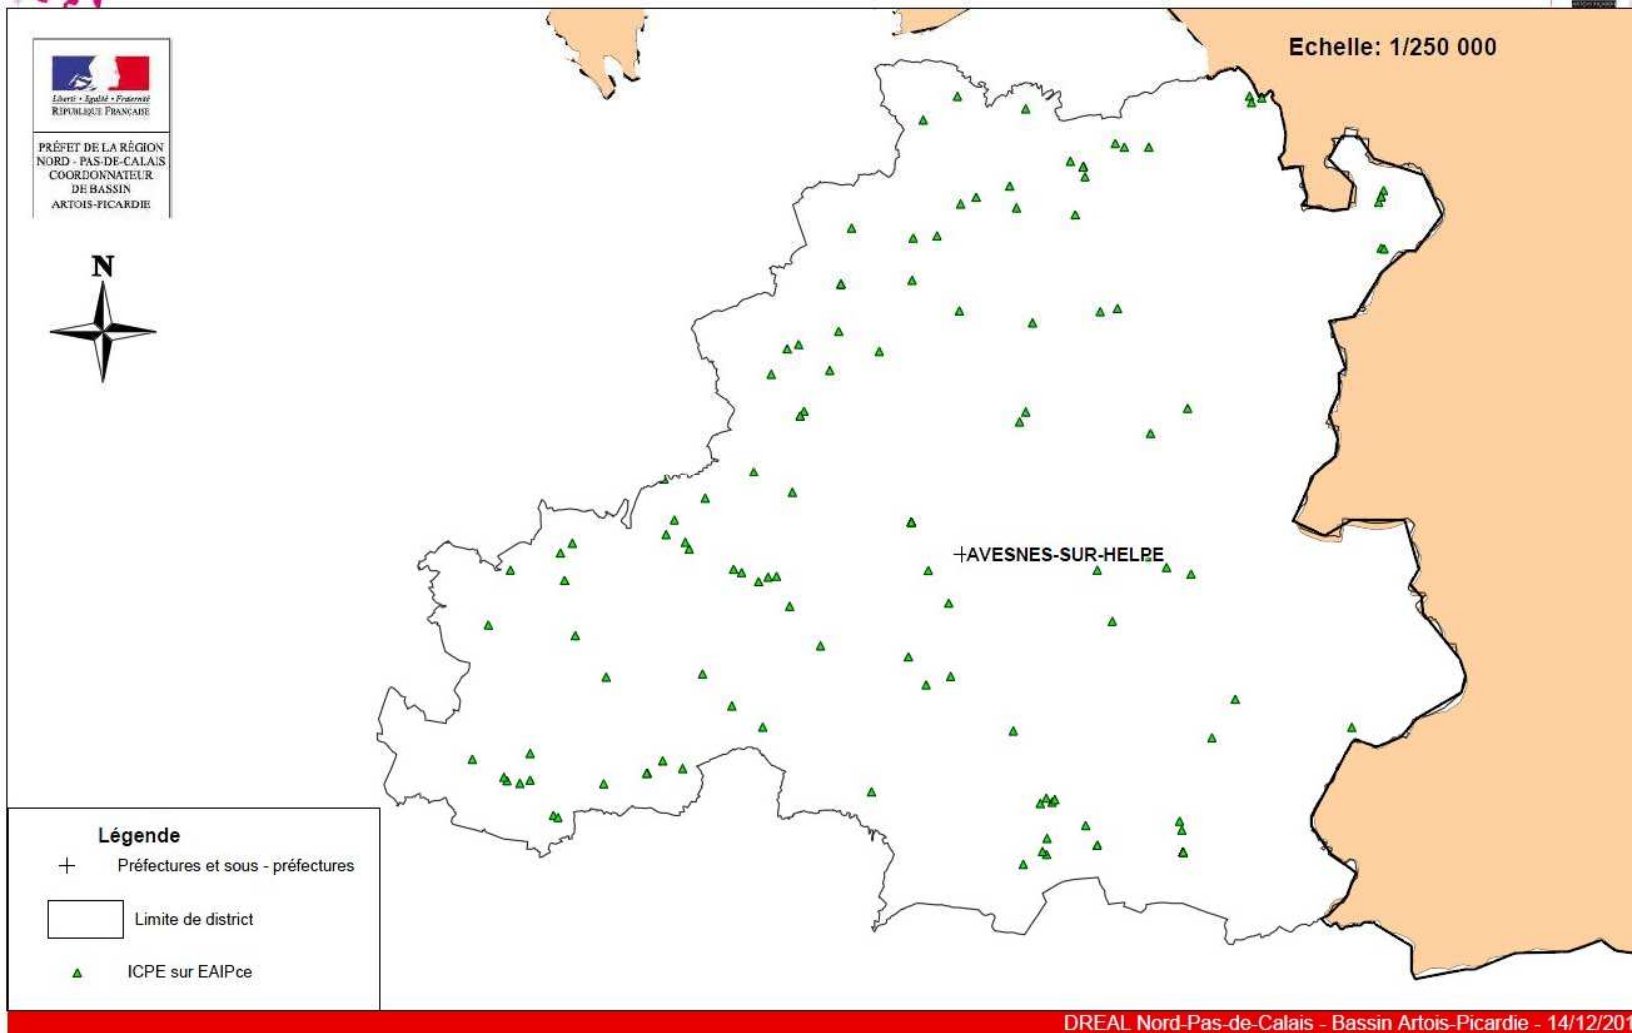 Echelle: 1/250 000
Liberté • Égalité • Fraternité
RÉPUBLIQUE FRANÇAISE
PRÉFET DE LA RÉGION
NORD - PAS-DE-CALAIS
COORDONNATEUR
DE BASSIN
ARTOIS-PICARDIE
N
AVESNES-SUR-HELPE
Légende
Préfectures et sous - préfectures
Limite de district
ICPE sur EAIPce
DREAL Nord-Pas-de-Calais - Bassin Artois-Picardie - 14/12/201